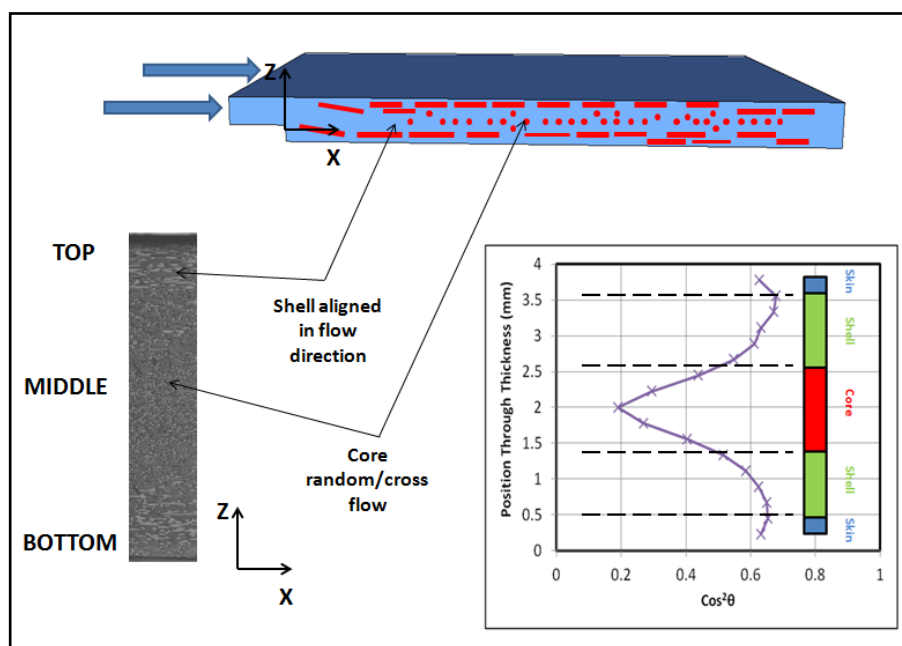 Z
X
TOP
MIDDLE
BOTTOM
Shell aligned
in flow
direction
Core
random/cross
flow
Z
X
Position Through Thickness (mm)
4
3.5
3
2.5
2
1.5
1
0.5
0
0
0.2
0.4
0.6
0.8
1
Cos²θ
Skin
Shell
Core
Shell
Skin